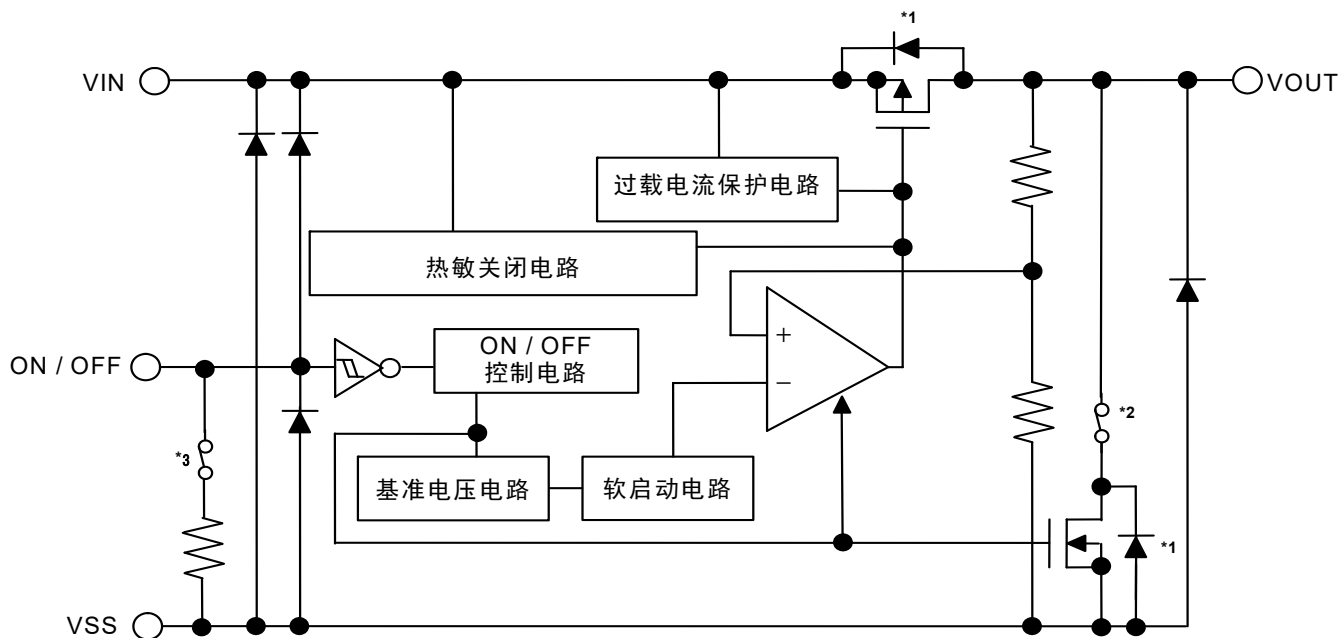 *1
VIN
VOUT
过载电流保护电路
热敏关闭电路
+
ON / OFF
ON / OFF
控制电路
−
*2
*3
基准电压电路
软启动电路
*1
VSS